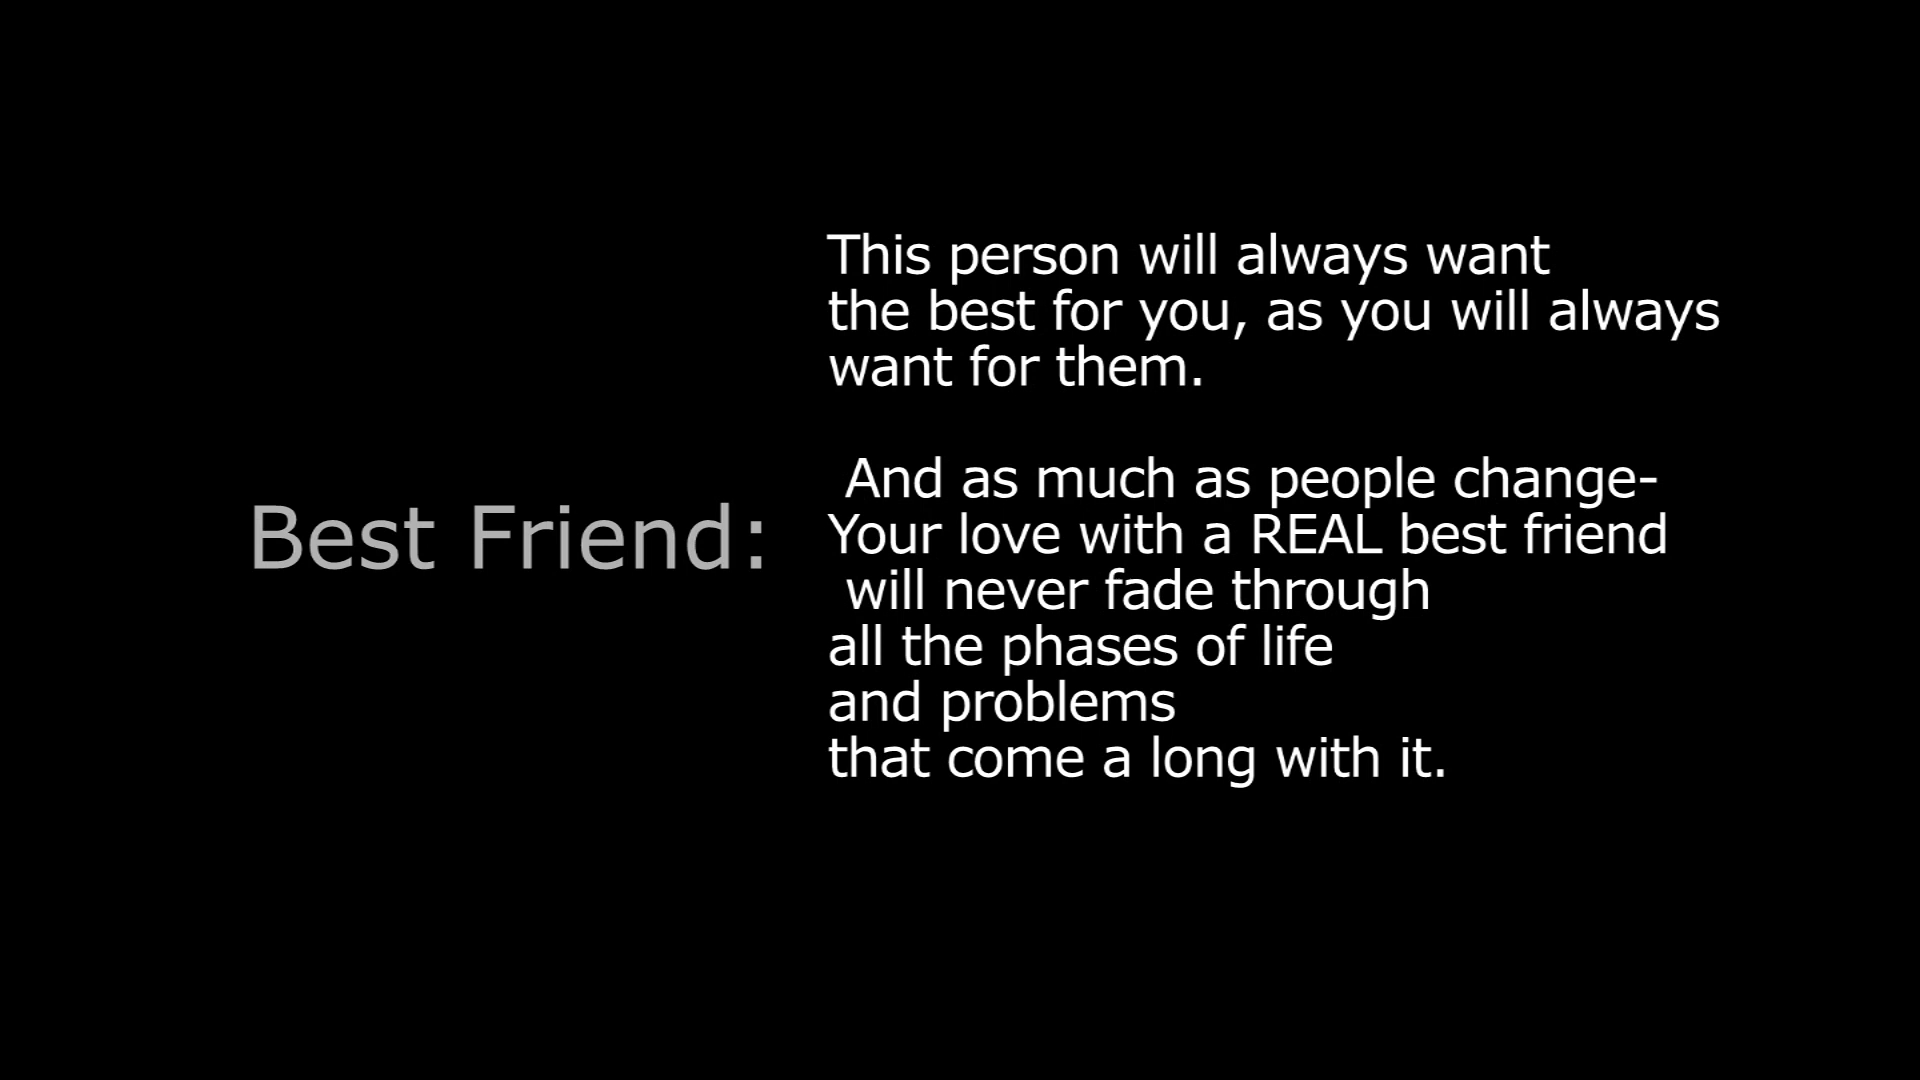 Best Friend:
This person will always want
the best for you, as you will always
want for them.
And as much as people change-
Your love with a REAL best friend
will never fade through
all the phases of life
and problems
that come a long with it.